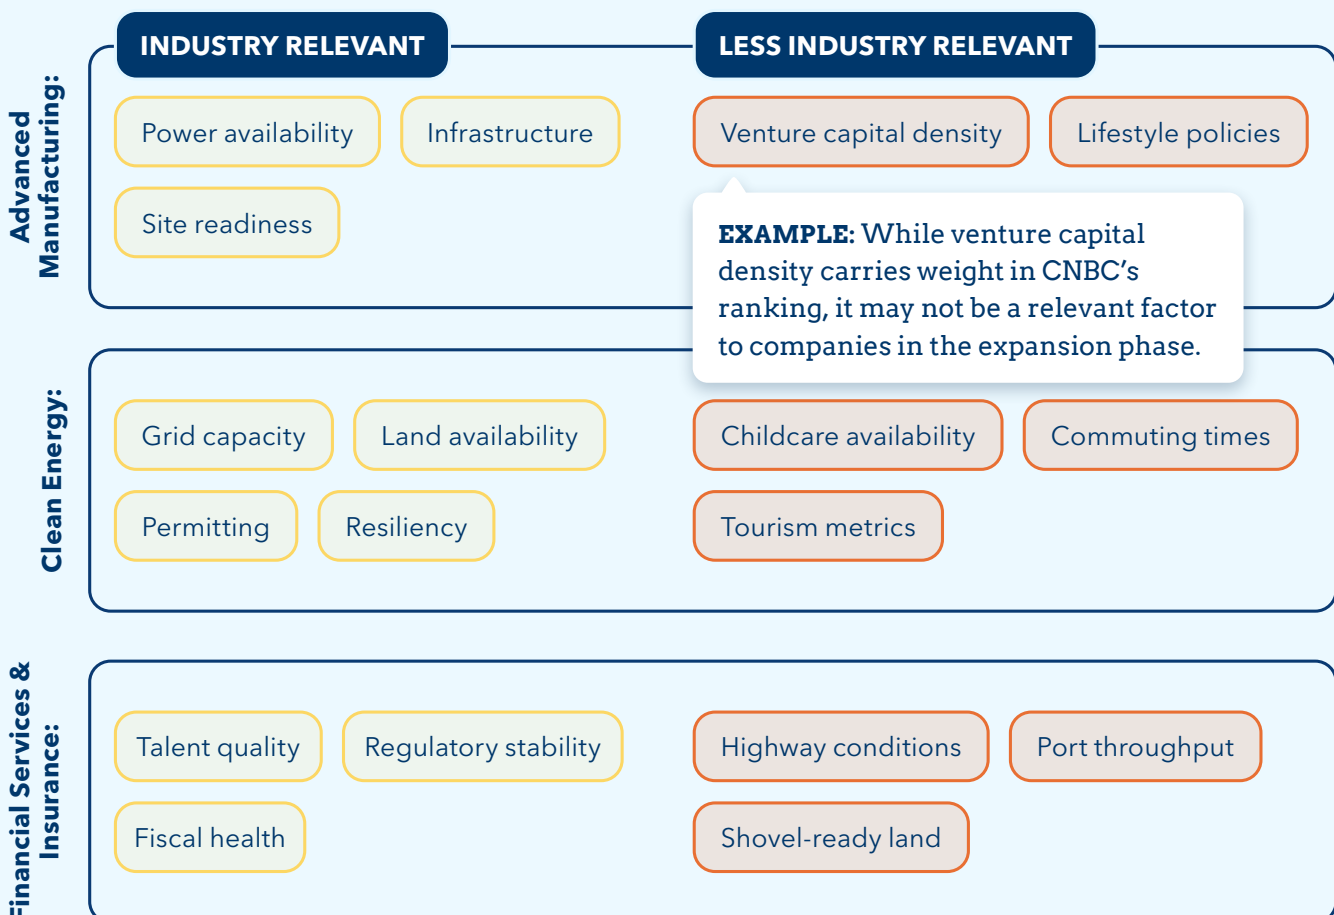 INDUSTRY RELEVANT
LESS INDUSTRY RELEVANT
Advanced
Manufacturing:
Power availability
Infrastructure
Site readiness
Venture capital density
Lifestyle policies
EXAMPLE: While venture capital
density carries weight in CNBC’s
ranking, it may not be a relevant factor
to companies in the expansion phase.
Clean Energy:
Grid capacity
Land availability
Permitting
Resiliency
Childcare availability
Commuting times
Tourism metrics
Financial Services &
Insurance:
Talent quality
Regulatory stability
Fiscal health
Highway conditions
Port throughput
Shovel-ready land